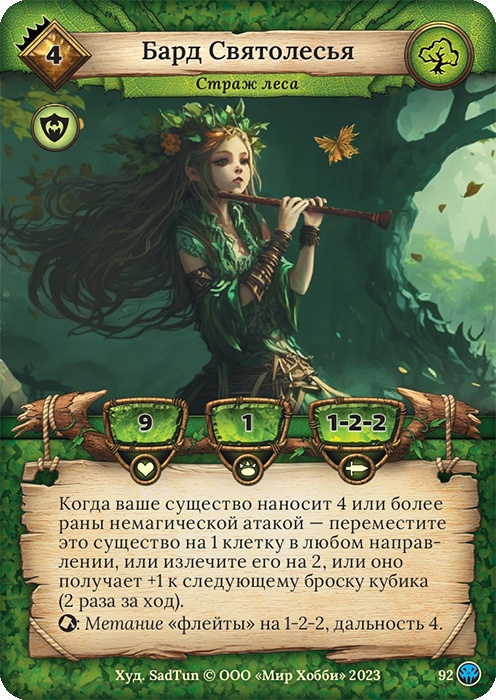 4
Бард Святолесья
Страж леса
9
1
1-2-2
Когда ваше существо наносит 4 или более
раны немагической атакой — переместите
это существо на 1 клетку в любом направ-
лении, или излечите его на 2, или оно
получает +1 к следующему броску кубика
(2 раза за ход).
: Метание «флейты» на 1-2-2, дальность 4.
Худ. SadTun © ООО «Мир Хобби» 2023
92